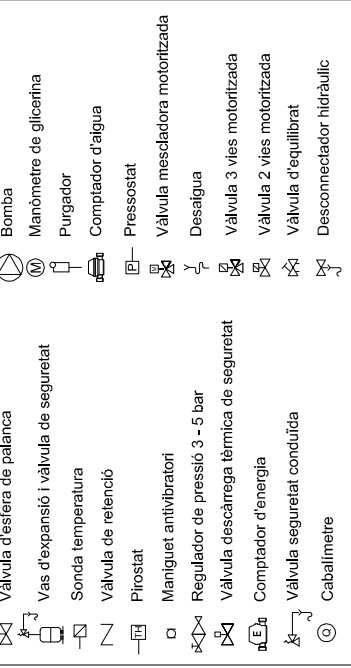 Vàlvula d'esfera de palanca
Vas d'expansió i vàlvula de seguretat
Sonda temperatura
Vàlvula de retenció
TH Pirostat
Maniguet antivibratori
Regulador de pressió 3 - 5 bar
Vàlvula descàrrega tèrmica de seguretat
E Comptador d'energia
Vàlvula seguretat conduïda
Q Cabalímetre
Bomba
M Manòmetre de glicerina
Purgador
Comptador d'aigua
P Pressostat
M Vàlvula mescladora motoritzada
Desaigua
Vàlvula 3 vies motoritzada
Vàlvula 2 vies motoritzada
Vàlvula d'equilibrat
Desconnectador hidràulic